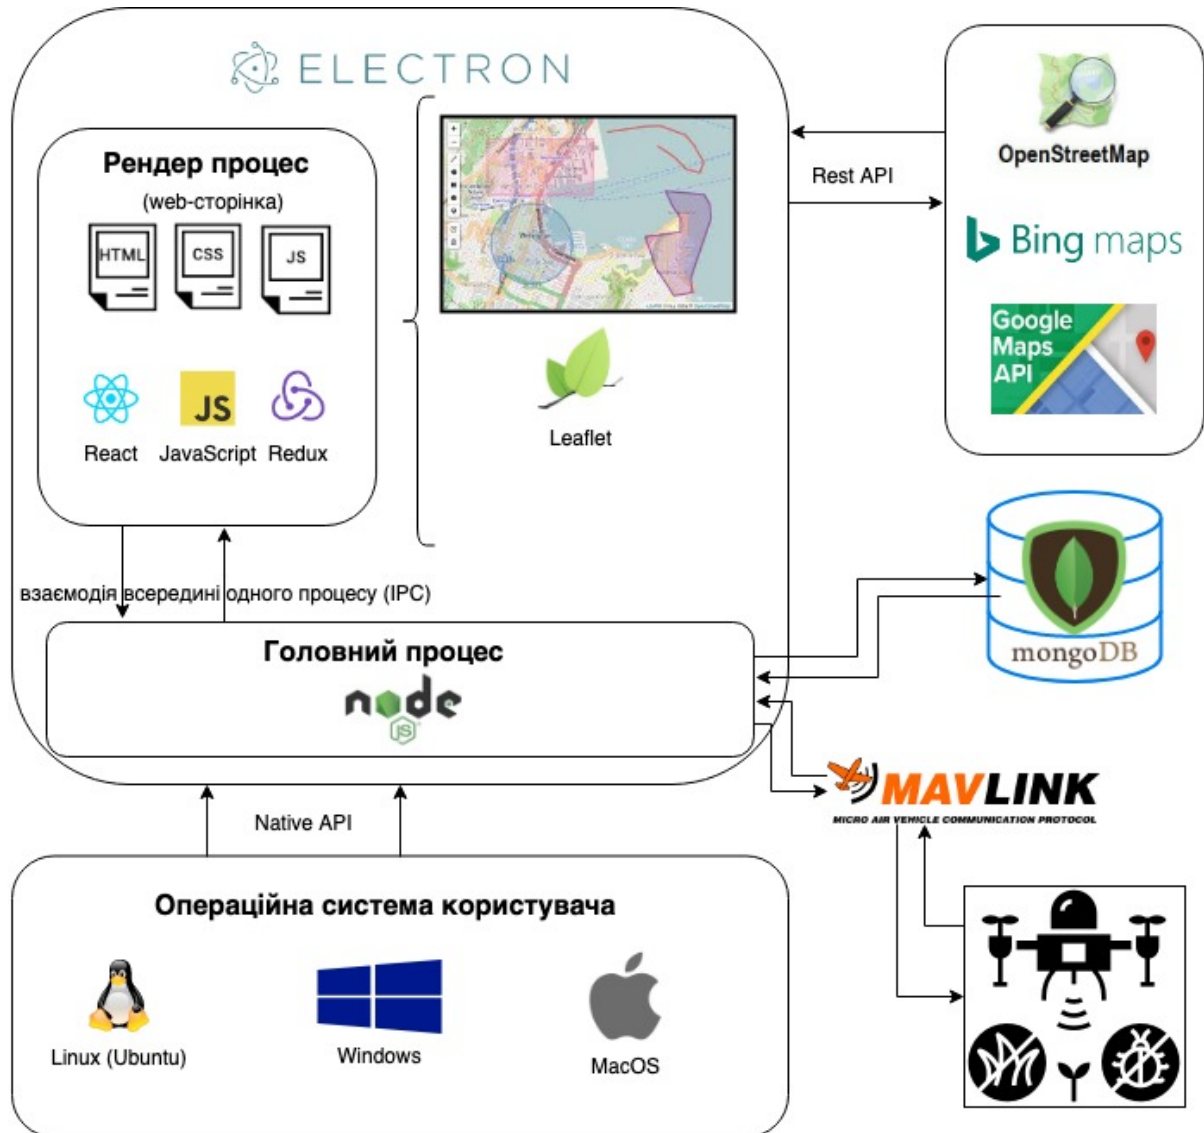 ELECTRON
Рендер процес
(web-сторінка)
HTML
CSS
JS
JS
React
JavaScript
Redux
Leaflet
Rest API
OpenStreetMap
Bing maps
Google
Maps
API
взаємодія всередині одного процесу (IPC)
Головний процес
node
JS
mongoDB
MAVLINK
MICRO AIR VEHICLE COMMUNICATION PROTOCOL
Native API
Операційна система користувача
Linux (Ubuntu)
Windows
MacOS